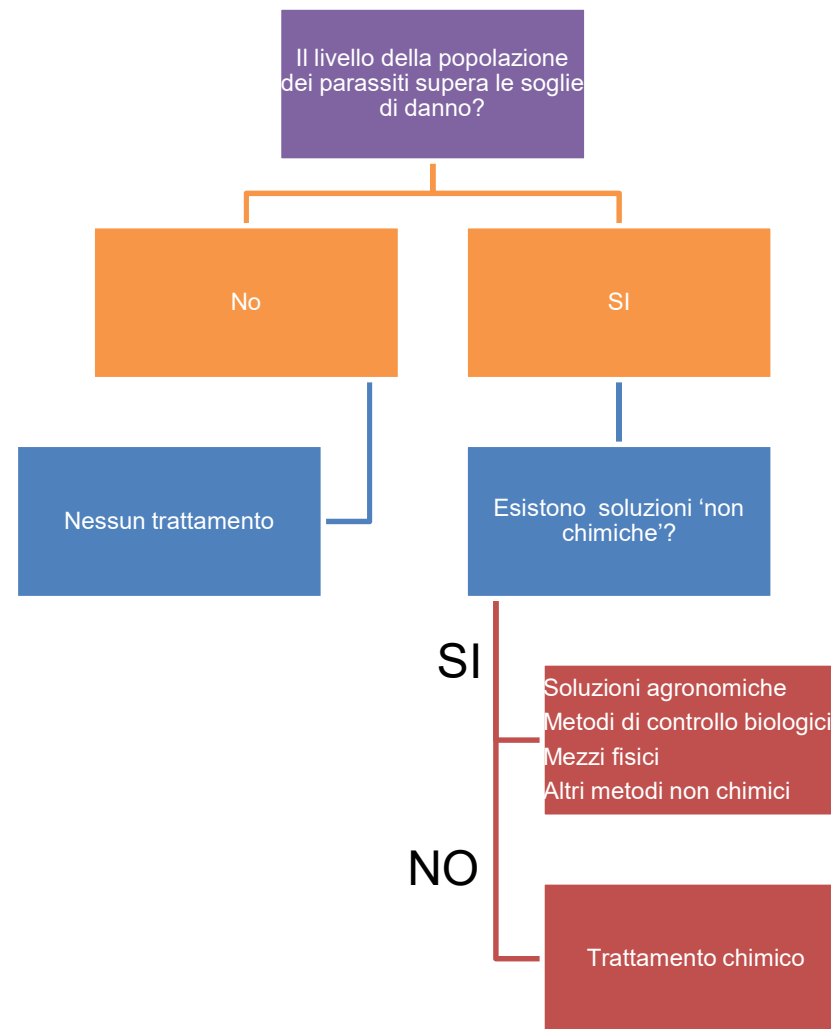 Il livello della popolazione
dei parassiti supera le soglie
di danno?
No
SI
Nessun trattamento
Esistono soluzioni ‘non
chimiche’?
SI
Soluzioni agronomiche
Metodi di controllo biologici
Mezzi fisici
Altri metodi non chimici
NO
Trattamento chimico